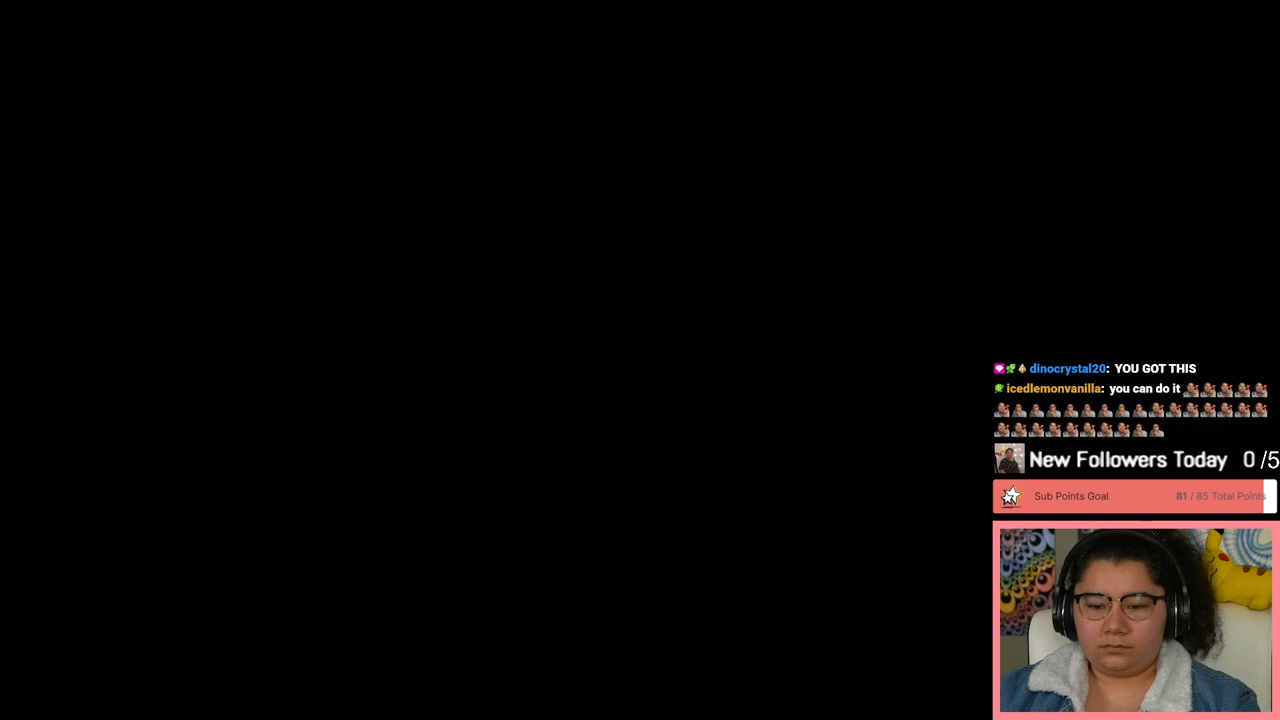 dinocrystal20: YOU GOT THIS
icedlemonvanilla: you can do it
New Followers Today 0 /5
Sub Points Goal 81 / 85 Total Points